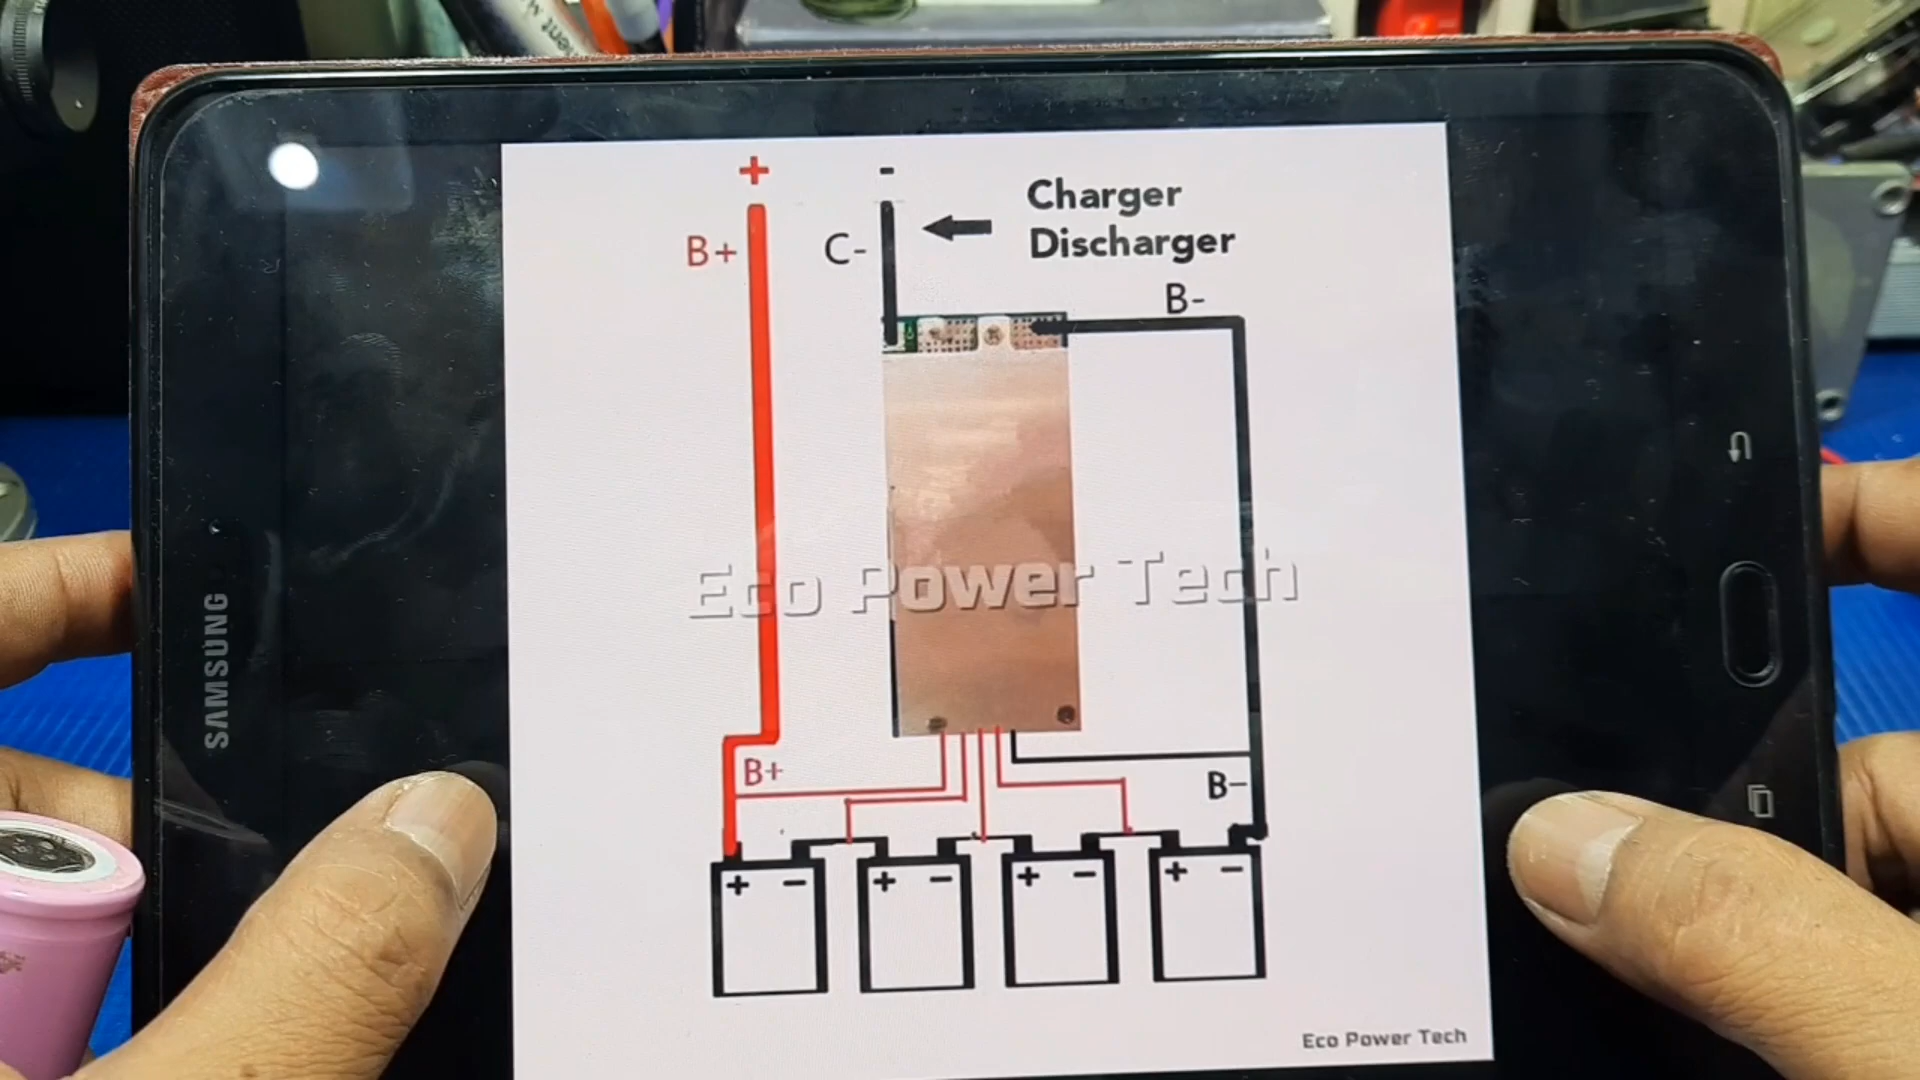 + -
Charger
Discharger
B+ C-
B-
Eco Power Tech
SAMSUNG
B+
B-
+ - + - + - + -
Eco Power Tech